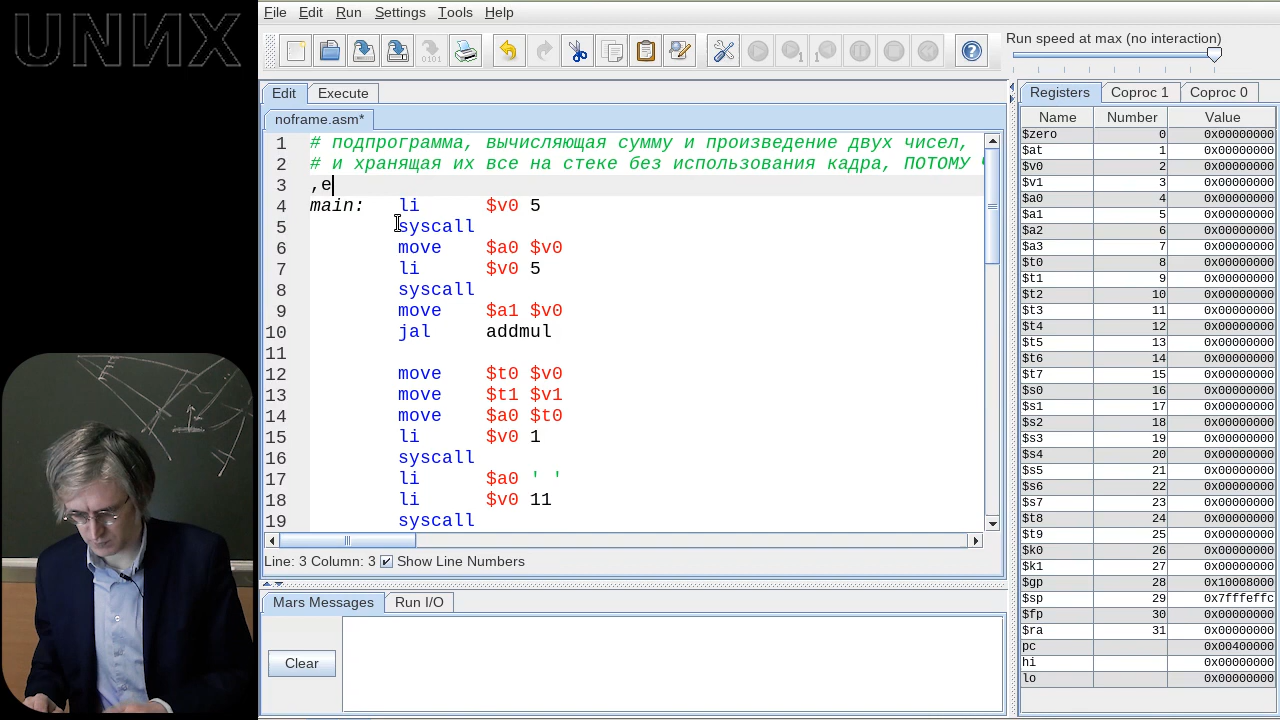 UNИX
File Edit Run Settings Tools Help
Run speed at max (no interaction)
Edit Execute
noframe.asm*
1 # подпрограмма, вычисляющая сумму и произведение двух чисел,
2 # и хранящая их все на стеке без использования кадра, ПОТОМУ
3 ,е
4 main: li $v0 5
5 syscall
6 move $a0 $v0
7 li $v0 5
8 syscall
9 move $a1 $v0
10 jal addmul
11
12 move $t0 $v0
13 move $t1 $v1
14 move $a0 $t0
15 li $v0 1
16 syscall
17 li $a0 ' '
18 li $v0 11
19 syscall
Line: 3 Column: 3 Show Line Numbers
Mars Messages Run I/O
Clear
Registers Coproc 1 Coproc 0
Name Number Value
$zero 0 0x00000000
$at 1 0x00000000
$v0 2 0x00000000
$v1 3 0x00000000
$a0 4 0x00000000
$a1 5 0x00000000
$a2 6 0x00000000
$a3 7 0x00000000
$t0 8 0x00000000
$t1 9 0x00000000
$t2 10 0x00000000
$t3 11 0x00000000
$t4 12 0x00000000
$t5 13 0x00000000
$t6 14 0x00000000
$t7 15 0x00000000
$s0 16 0x00000000
$s1 17 0x00000000
$s2 18 0x00000000
$s3 19 0x00000000
$s4 20 0x00000000
$s5 21 0x00000000
$s6 22 0x00000000
$s7 23 0x00000000
$t8 24 0x00000000
$t9 25 0x00000000
$k0 26 0x00000000
$k1 27 0x00000000
$gp 28 0x10008000
$sp 29 0x7fffeffc
$fp 30 0x00000000
$ra 31 0x00000000
pc 0x00400000
hi 0x00000000
lo 0x00000000